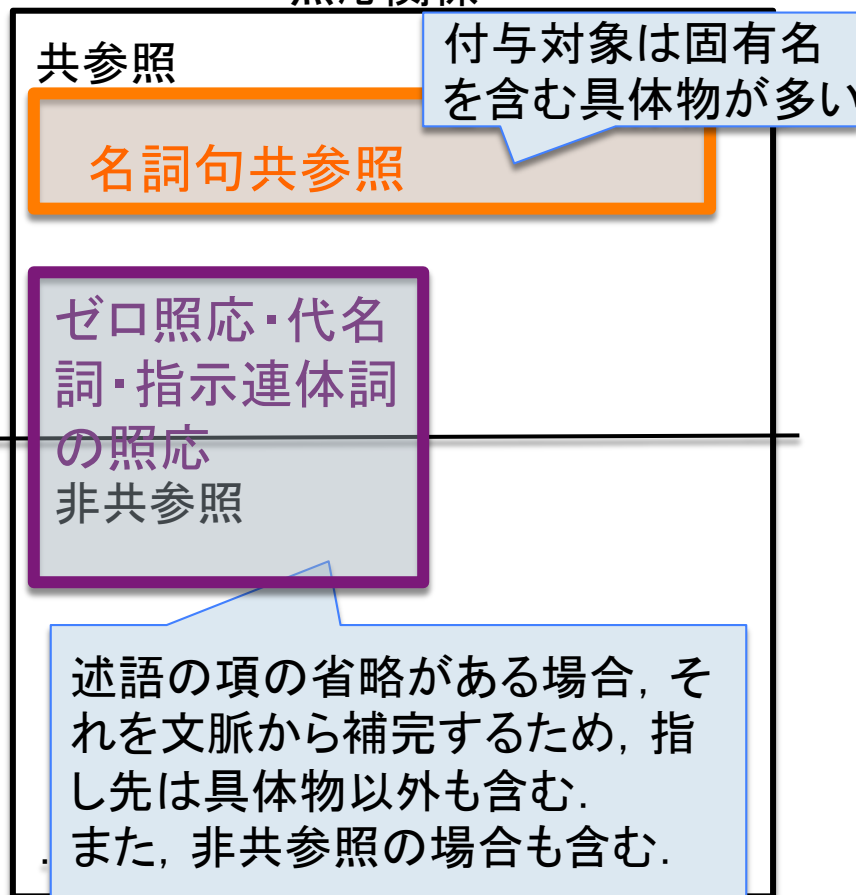 共参照
付与対象は固有名
を含む具体物が多い
名詞句共参照
ゼロ照応・代名
詞・指示連体詞
の照応
非共参照
述語の項の省略がある場合，そ
れを文脈から補完するため，指
し先は具体物以外も含む．
また，非共参照の場合も含む．